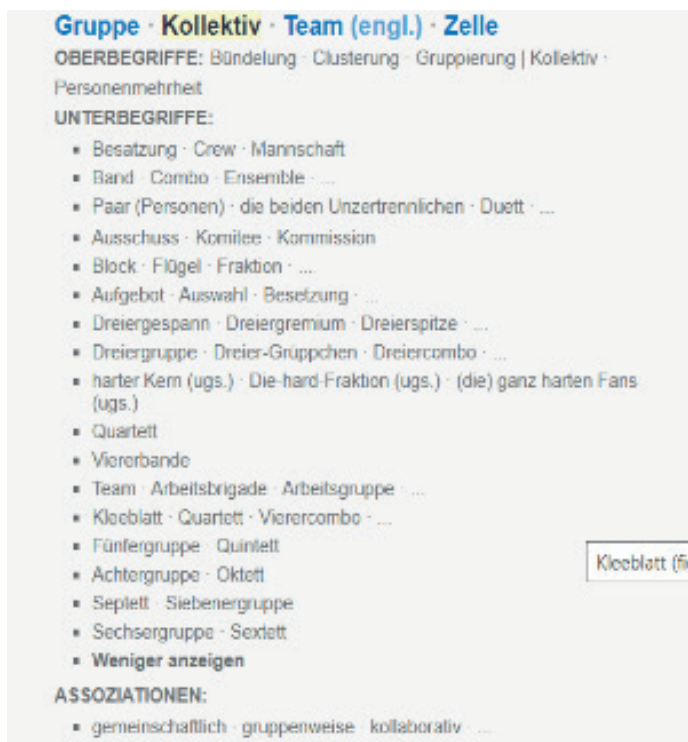 Gruppe · Kollektiv · Team (engl.) · Zelle
OBERBEGRIFFE: Bündelung · Clusterung · Gruppierung | Kollektiv ·
Personenmehrheit
UNTERBEGRIFFE:
▪ Besatzung · Crew · Mannschaft
▪ Band · Combo · Ensemble · ...
▪ Paar (Personen) · die beiden Unzertrennlichen · Duett · ...
▪ Ausschuss · Komitee · Kommission
▪ Block · Flügel · Fraktion · ...
▪ Aufgebot · Auswahl · Besetzung · ...
▪ Dreiergespann · Dreiergremium · Dreierspitze · ...
▪ Dreiergruppe · Dreier-Grüppchen · Dreiercombo · ...
▪ harter Kern (ugs.) · Die-hard-Fraktion (ugs.) · (die) ganz harten Fans
(ugs.)
▪ Quartett
▪ Viererbande
▪ Team · Arbeitsbrigade · Arbeitsgruppe · ...
▪ Kleeblatt · Quartett · Vierercombo · ...
▪ Fünfergruppe · Quintett
Kleeblatt (fi
▪ Achtergruppe · Oktett
▪ Septett · Siebenergruppe
▪ Sechsergruppe · Sextett
▪ Weniger anzeigen
ASSOZIATIONEN:
▪ gemeinschaftlich · gruppenweise · kollaborativ · ...